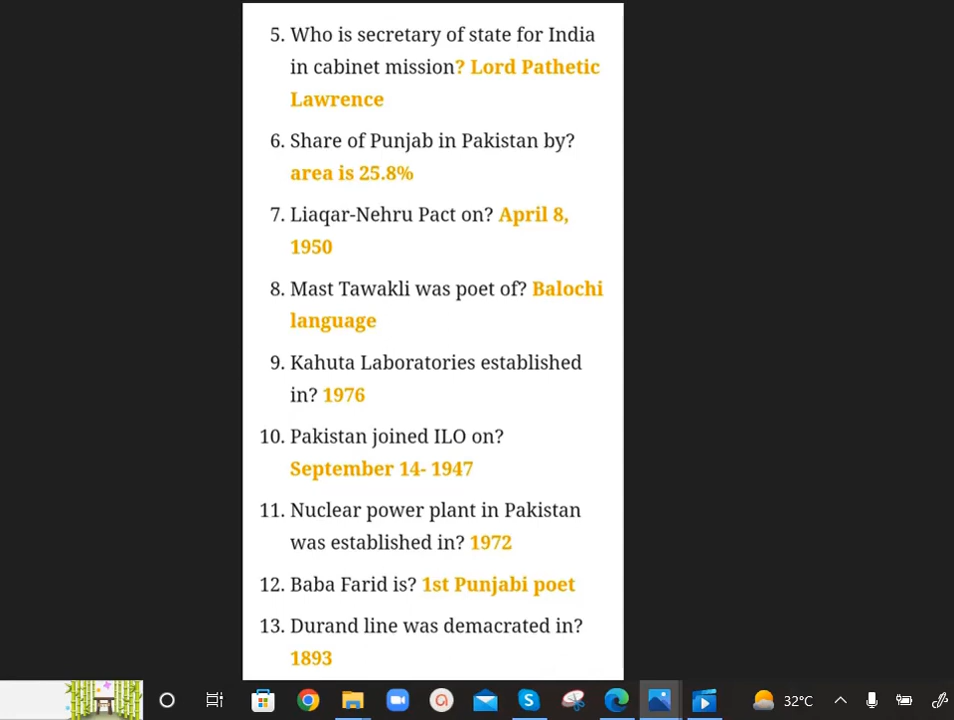 5. Who is secretary of state for India
in cabinet mission? Lord Pathetic
Lawrence
6. Share of Punjab in Pakistan by?
area is 25.8%
7. Liaqar-Nehru Pact on? April 8,
1950
8. Mast Tawakli was poet of? Balochi
language
9. Kahuta Laboratories established
in? 1976
10. Pakistan joined ILO on?
September 14- 1947
11. Nuclear power plant in Pakistan
was established in? 1972
12. Baba Farid is? 1st Punjabi poet
13. Durand line was demacrated in?
1893
32°C